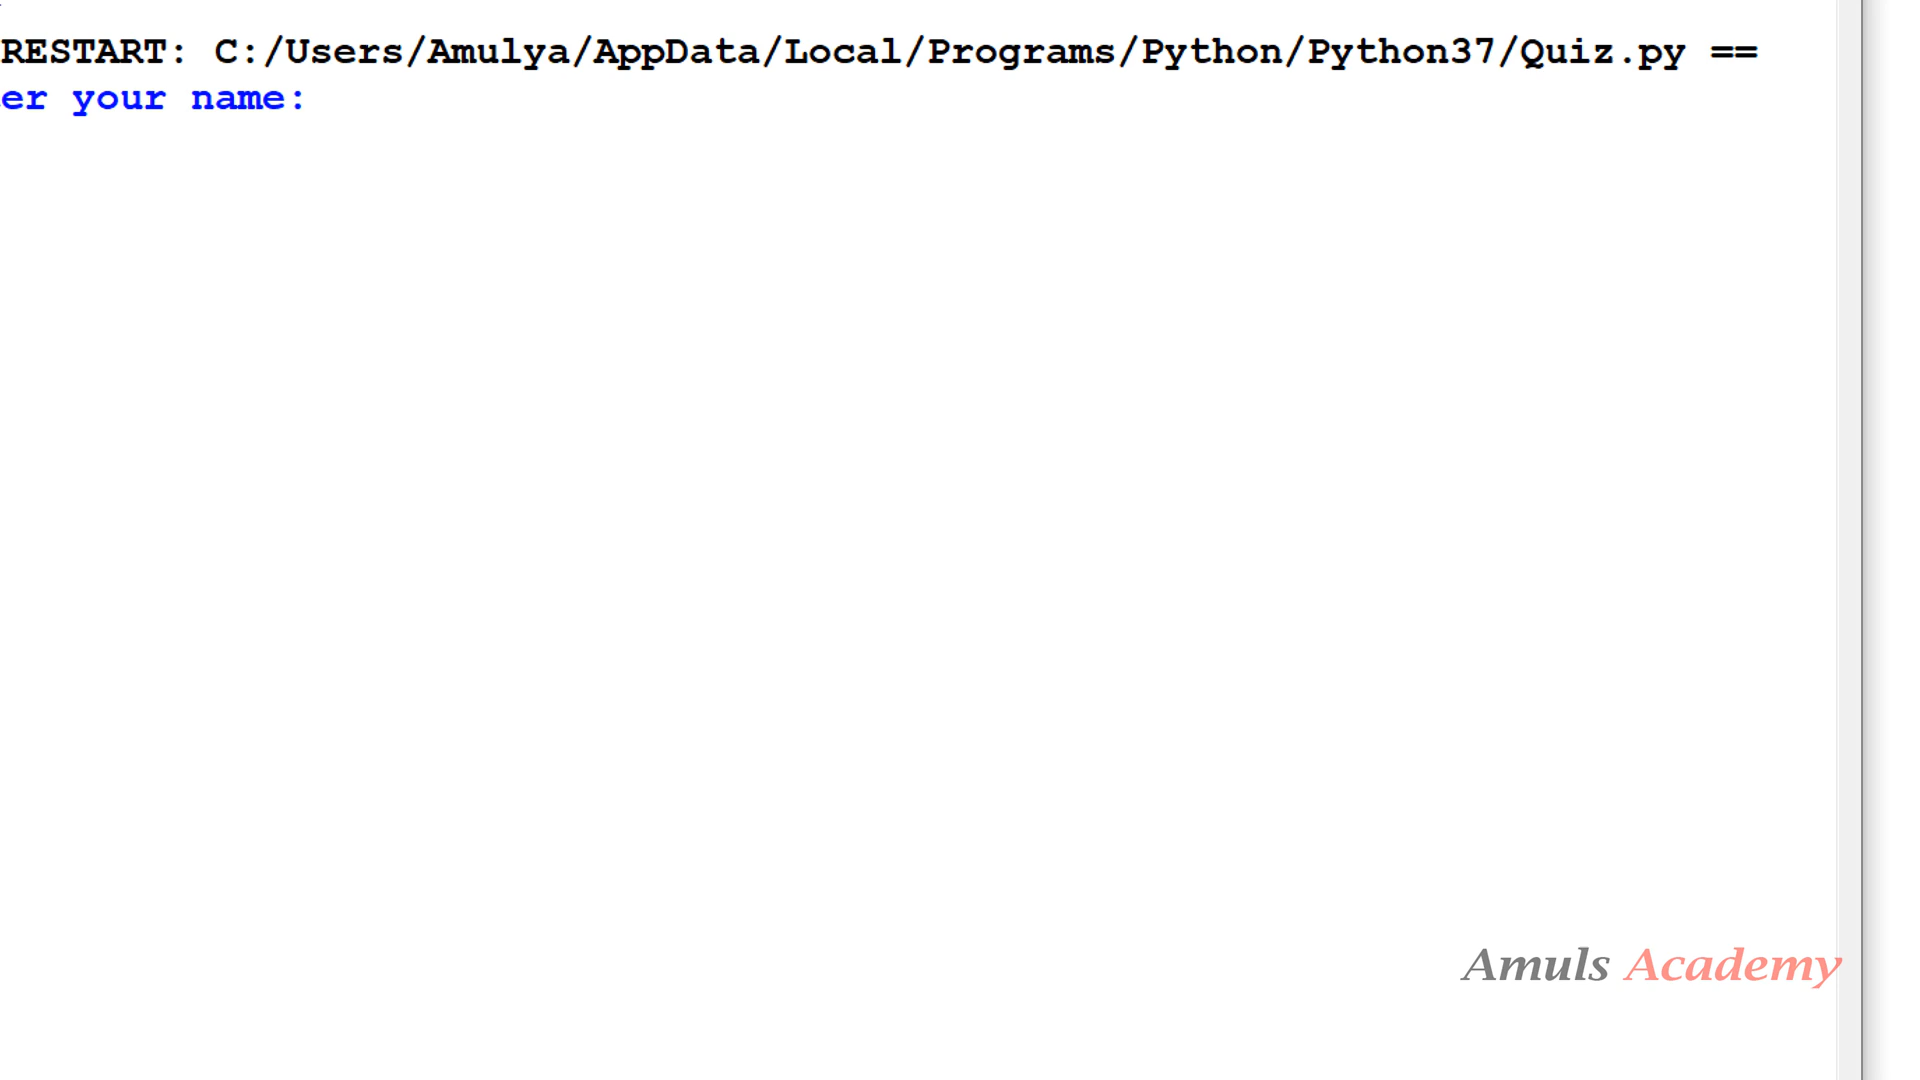 RESTART: C:/Users/Amulya/AppData/Local/Programs/Python/Python37/Quiz.py ==
er your name:
Amuls Academy